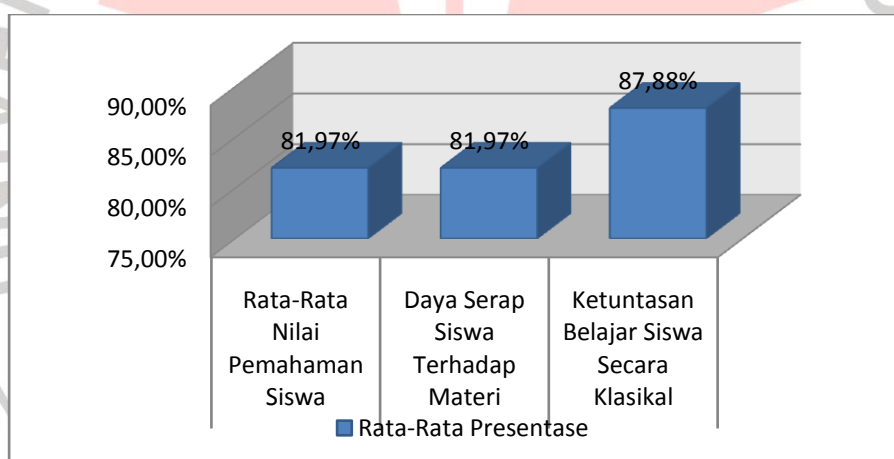 90,00%
85,00%
80,00%
75,00%
81,97%
81,97%
87,88%
Rata-Rata
Nilai
Pemahaman
Siswa
Daya Serap
Siswa
Terhadap
Materi
Ketuntasan
Belajar Siswa
Secara
Klasikal
Rata-Rata Presentase